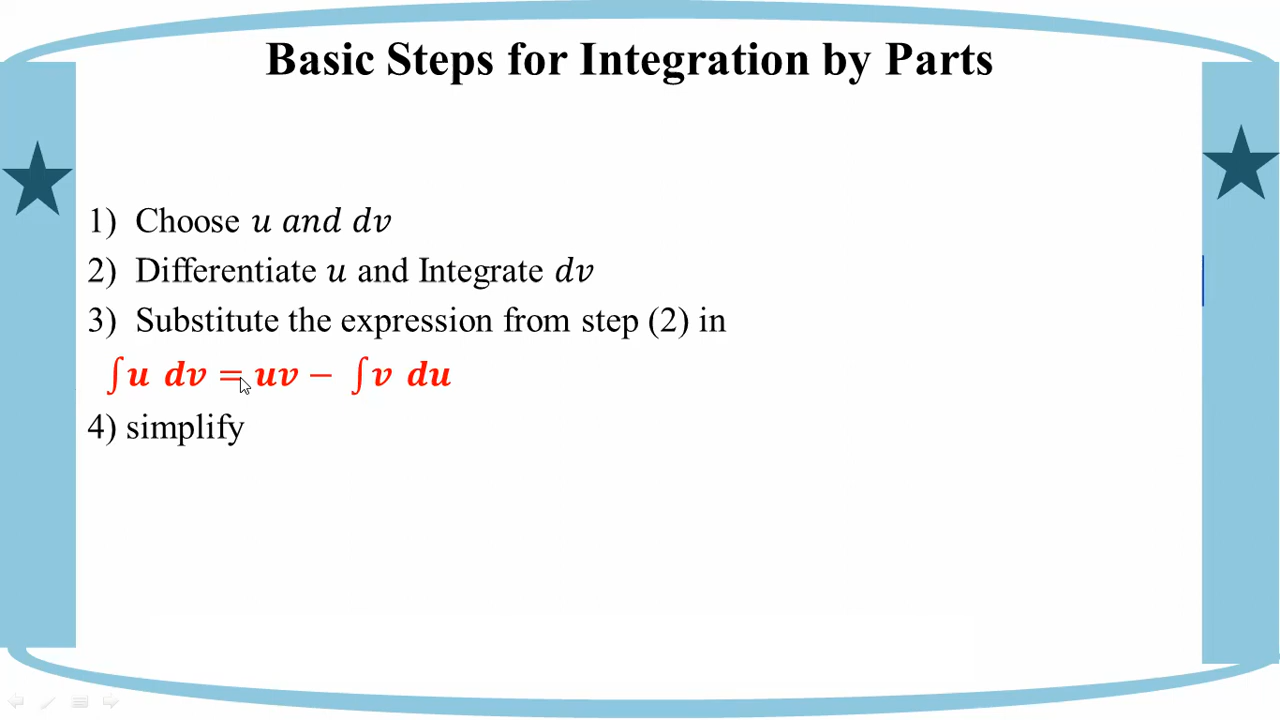 Basic Steps for Integration by Parts
1) Choose 𝑢 𝑎𝑛𝑑 𝑑𝑣
2) Differentiate 𝑢 and Integrate 𝑑𝑣
3) Substitute the expression from step (2) in
∫𝒖 𝒅𝒗 = 𝒖𝒗 − ∫𝒗 𝒅𝒖
4) simplify